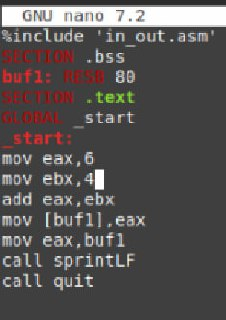 GNU nano 7.2
%include 'in_out.asm'
SECTION .bss
buf1: RESB 80
SECTION .text
GLOBAL _start
_start:
mov eax,6
mov ebx,4
add eax,ebx
mov [buf1],eax
mov eax,buf1
call sprintLF
call quit